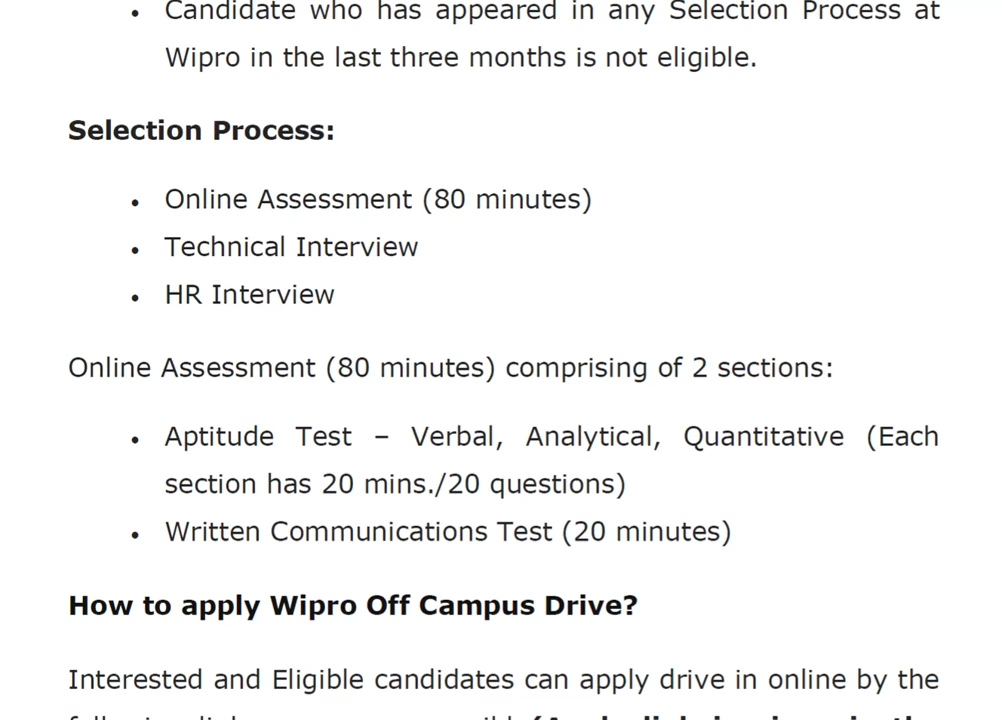 • Candidate who has appeared in any Selection Process at
Wipro in the last three months is not eligible.
Selection Process:
• Online Assessment (80 minutes)
• Technical Interview
• HR Interview
Online Assessment (80 minutes) comprising of 2 sections:
• Aptitude Test – Verbal, Analytical, Quantitative (Each
section has 20 mins./20 questions)
• Written Communications Test (20 minutes)
How to apply Wipro Off Campus Drive?
Interested and Eligible candidates can apply drive in online by the